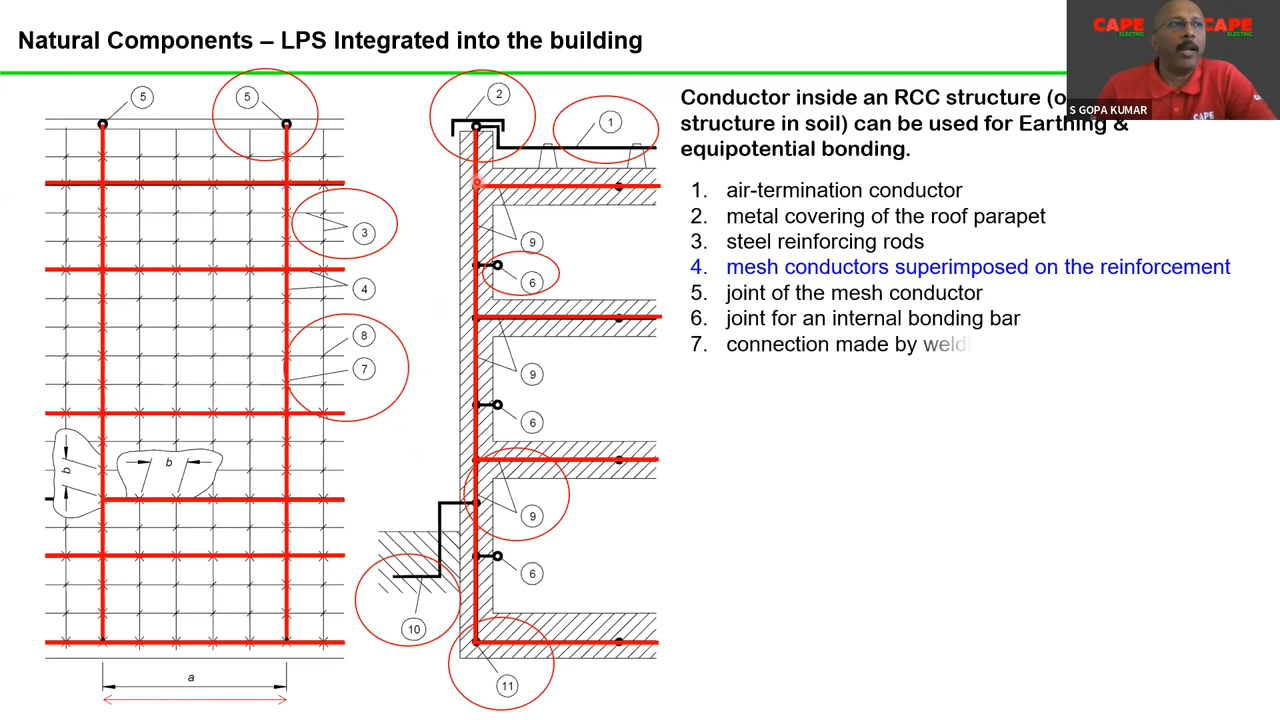 Natural Components – LPS Integrated into the building
CAPE
ELECTRIC
CAPE
ELECTRIC
CAPE
S GOPA KUMAR
Conductor inside an RCC structure (o
structure in soil) can be used for Earthing &
equipotential bonding.
1. air-termination conductor
2. metal covering of the roof parapet
3. steel reinforcing rods
4. mesh conductors superimposed on the reinforcement
5. joint of the mesh conductor
6. joint for an internal bonding bar
7. connection made by weldi
5
5
3
4
8
7
b
b
a
2
1
9
6
9
6
9
6
10
11